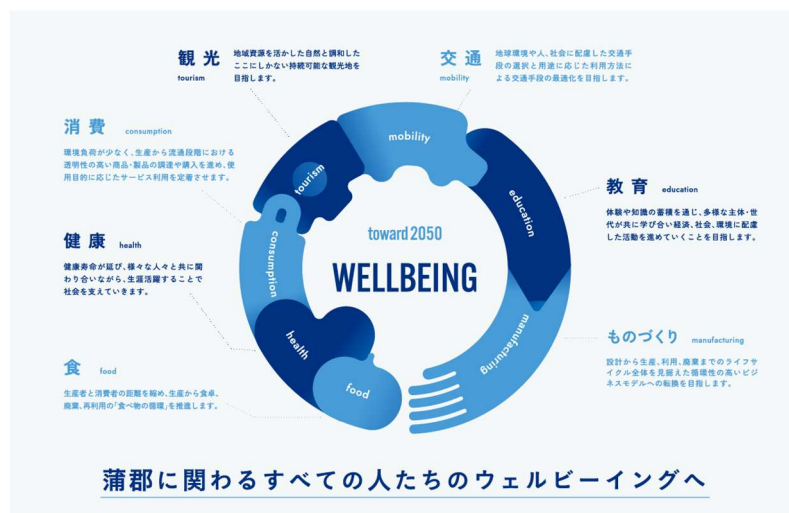 観光
tourism
地域資源を活かした自然と調和した
ここにしかない持続可能な観光地を
目指します。
交通
mobility
地球環境や人、社会に配慮した交通手
段の選択と用途に応じた利用方法に
よる交通手段の最適化を目指します。
消費 consumption
環境負荷が少なく、生産から流通段階における
透明性の高い商品・製品の調達や購入を進め、使
用目的に応じたサービス利用を定着させます。
教育 education
体験や知識の蓄積を通じ、多様な主体・世
代が共に学び合い経済、社会、環境に配慮
した活動を進めていくことを目指します。
健康 health
健康寿命が延び、様々な人々と共に関
わり合いながら、生涯活躍することで
社会を支えていきます。
ものづくり manufacturing
設計から生産、利用、廃棄までのライフサ
イクル全体を見据えた循環性の高いビジ
ネスモデルへの転換を目指します。
食 food
生産者と消費者の距離を縮め、生産から食卓、
廃棄、再利用の「食べ物の循環」を推進します。
mobility
tourism
education
consumption
manufacturing
health
food
toward 2050
WELLBEING
蒲郡に関わるすべての人たちのウェルビーイングへ